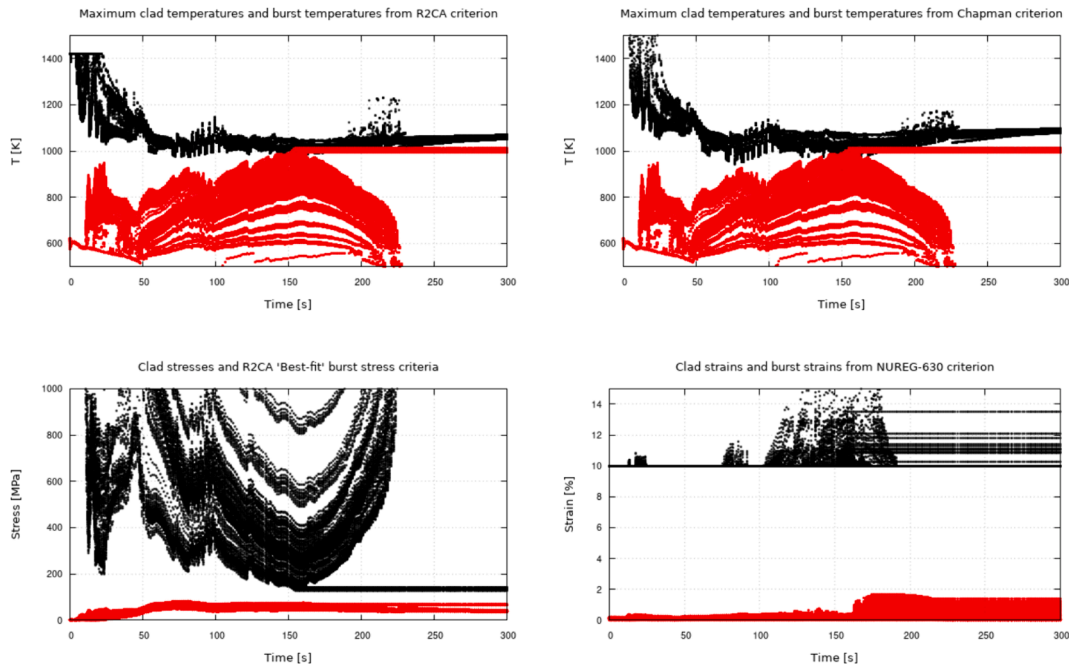 Maximum clad temperatures and burst temperatures from R2CA criterion
T [K]
1400
1200
1000
800
600
0 50 100 150 200 250 300
Time [s]
Maximum clad temperatures and burst temperatures from Chapman criterion
T [K]
1400
1200
1000
800
600
0 50 100 150 200 250 300
Time [s]
Clad stresses and R2CA 'Best-fit' burst stress criteria
Stress [MPa]
1000
800
600
400
200
0
0 50 100 150 200 250 300
Time [s]
Clad strains and burst strains from NUREG-630 criterion
Strain [%]
14
12
10
8
6
4
2
0
0 50 100 150 200 250 300
Time [s]